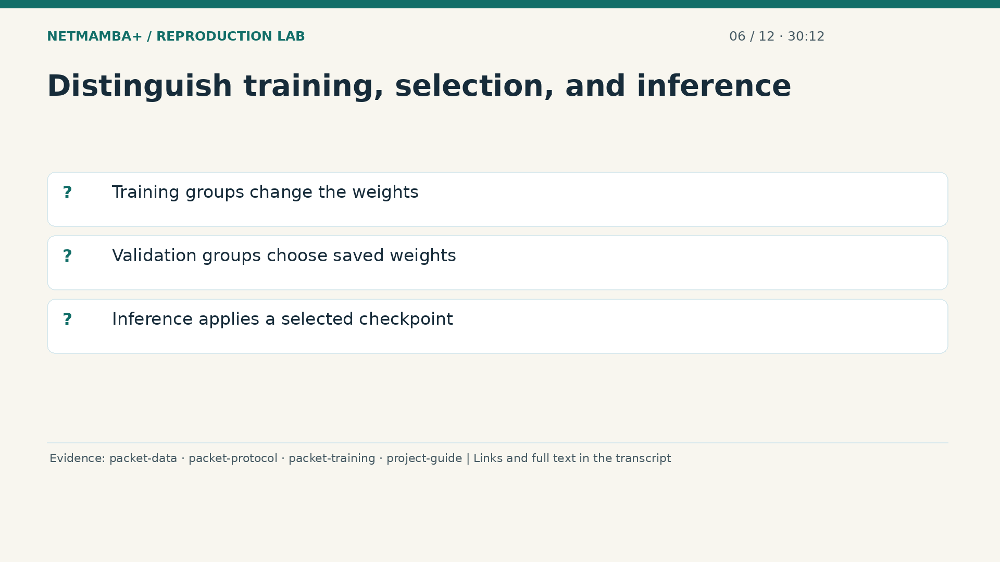 NETMAMBA+ / REPRODUCTION LAB
06 / 12 · 30:12
Distinguish training, selection, and inference
? Training groups change the weights
? Validation groups choose saved weights
? Inference applies a selected checkpoint
Evidence: packet-data · packet-protocol · packet-training · project-guide | Links and full text in the transcript